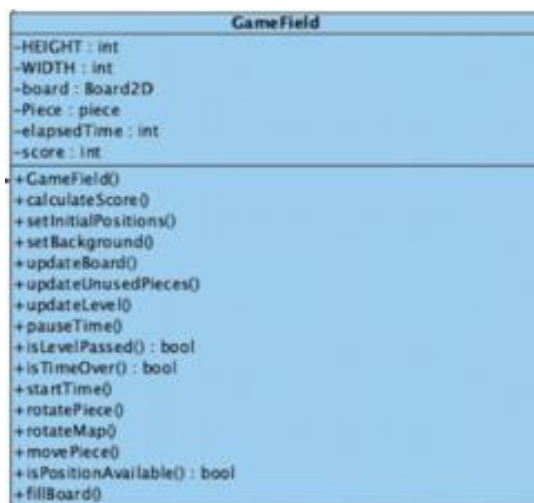 GameField
-HEIGHT : int
-WIDTH : int
-board : Board2D
-Piece : piece
-elapsedTime : int
-score : int
+GameField()
+calculateScore()
+setInitialPositions()
+setBackground()
+updateBoard()
+updateUnusedPieces()
+updateLevel()
+pauseTime()
+isLevelPassed() : bool
+isTimeOver() : bool
+startTime()
+rotatePiece()
+rotateMap()
+movePiece()
+isPositionAvailable() : bool
+fillBoard()